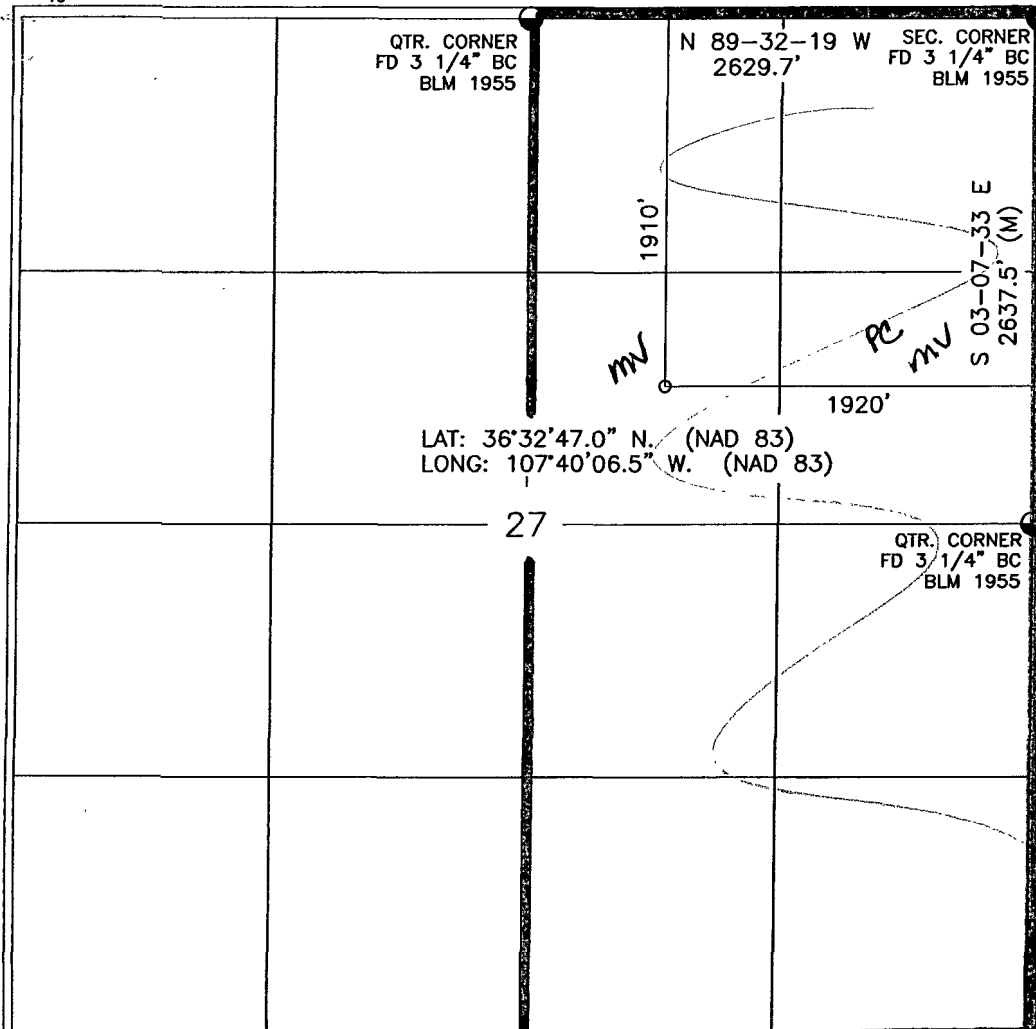 QTR. CORNER
FD 3 1/4" BC
BLM 1955
N 89-32-19 W
2629.7'
SEC. CORNER
FD 3 1/4" BC
BLM 1955
1910'
S 03-07-33 E
2637.5' (M)
PC
MV
MV
1920'
LAT: 36°32'47.0" N. (NAD 83)
LONG: 107°40'06.5" W. (NAD 83)
27
QTR. CORNER
FD 3 1/4" BC
BLM 1955